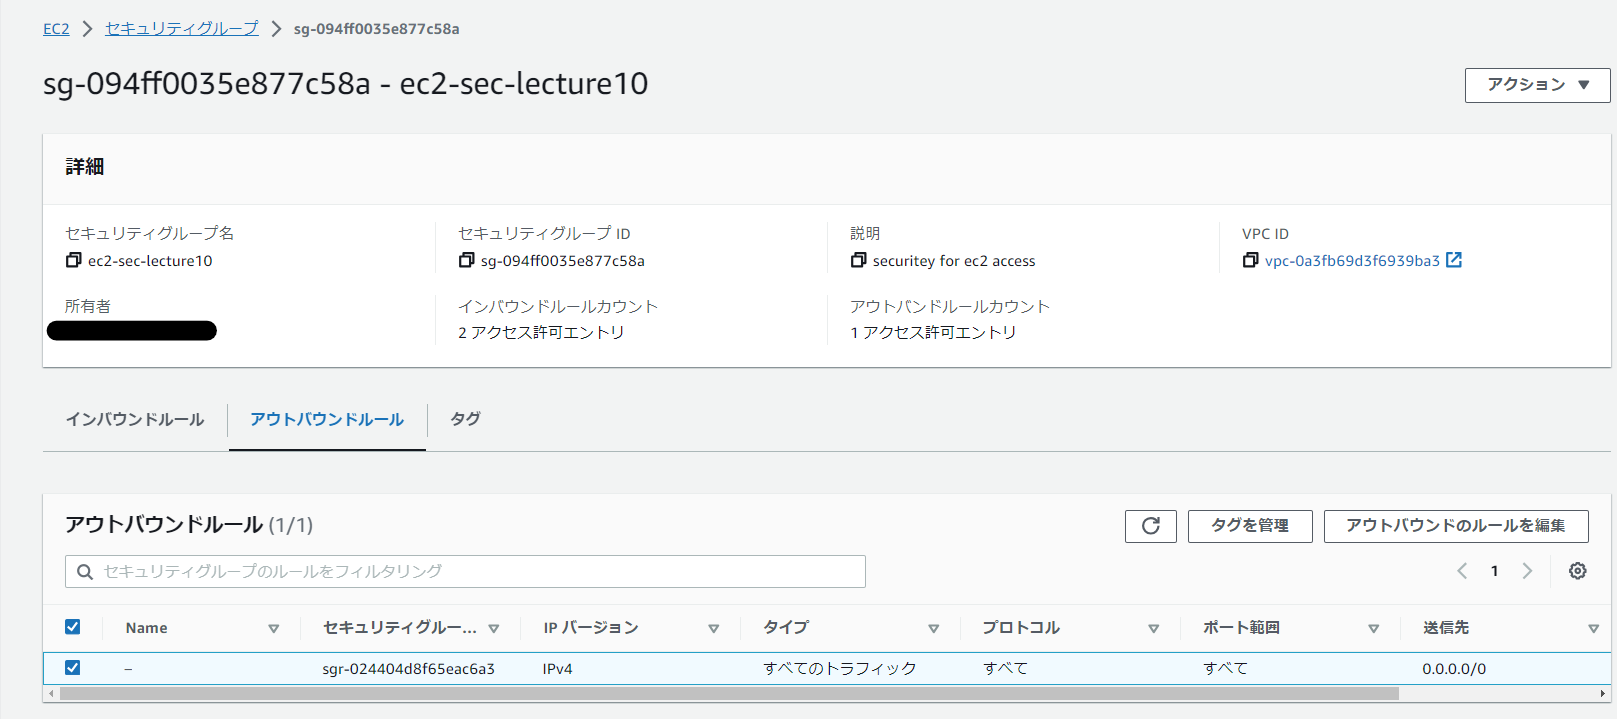 EC2 > セキュリティグループ > sg-094ff0035e877c58a
sg-094ff0035e877c58a - ec2-sec-lecture10
アクション ▼
詳細
セキュリティグループ名
ec2-sec-lecture10
セキュリティグループ ID
sg-094ff0035e877c58a
説明
securitey for ec2 access
VPC ID
vpc-0a3fb69d3f6939ba3
所有者
インバウンドルールカウント
2 アクセス許可エントリ
アウトバンドルールカウント
1 アクセス許可エントリ
インバウンドルール アウトバウンドルール タグ
アウトバウンドルール (1/1)
タグを管理 アウトバウンドのルールを編集
セキュリティグループのルールをフィルタリング
1
Name セキュリティグルー... IP バージョン タイプ プロトコル ポート範囲 送信先
– sgr-024404d8f65eac6a3 IPv4 すべてのトラフィック すべて すべて 0.0.0.0/0